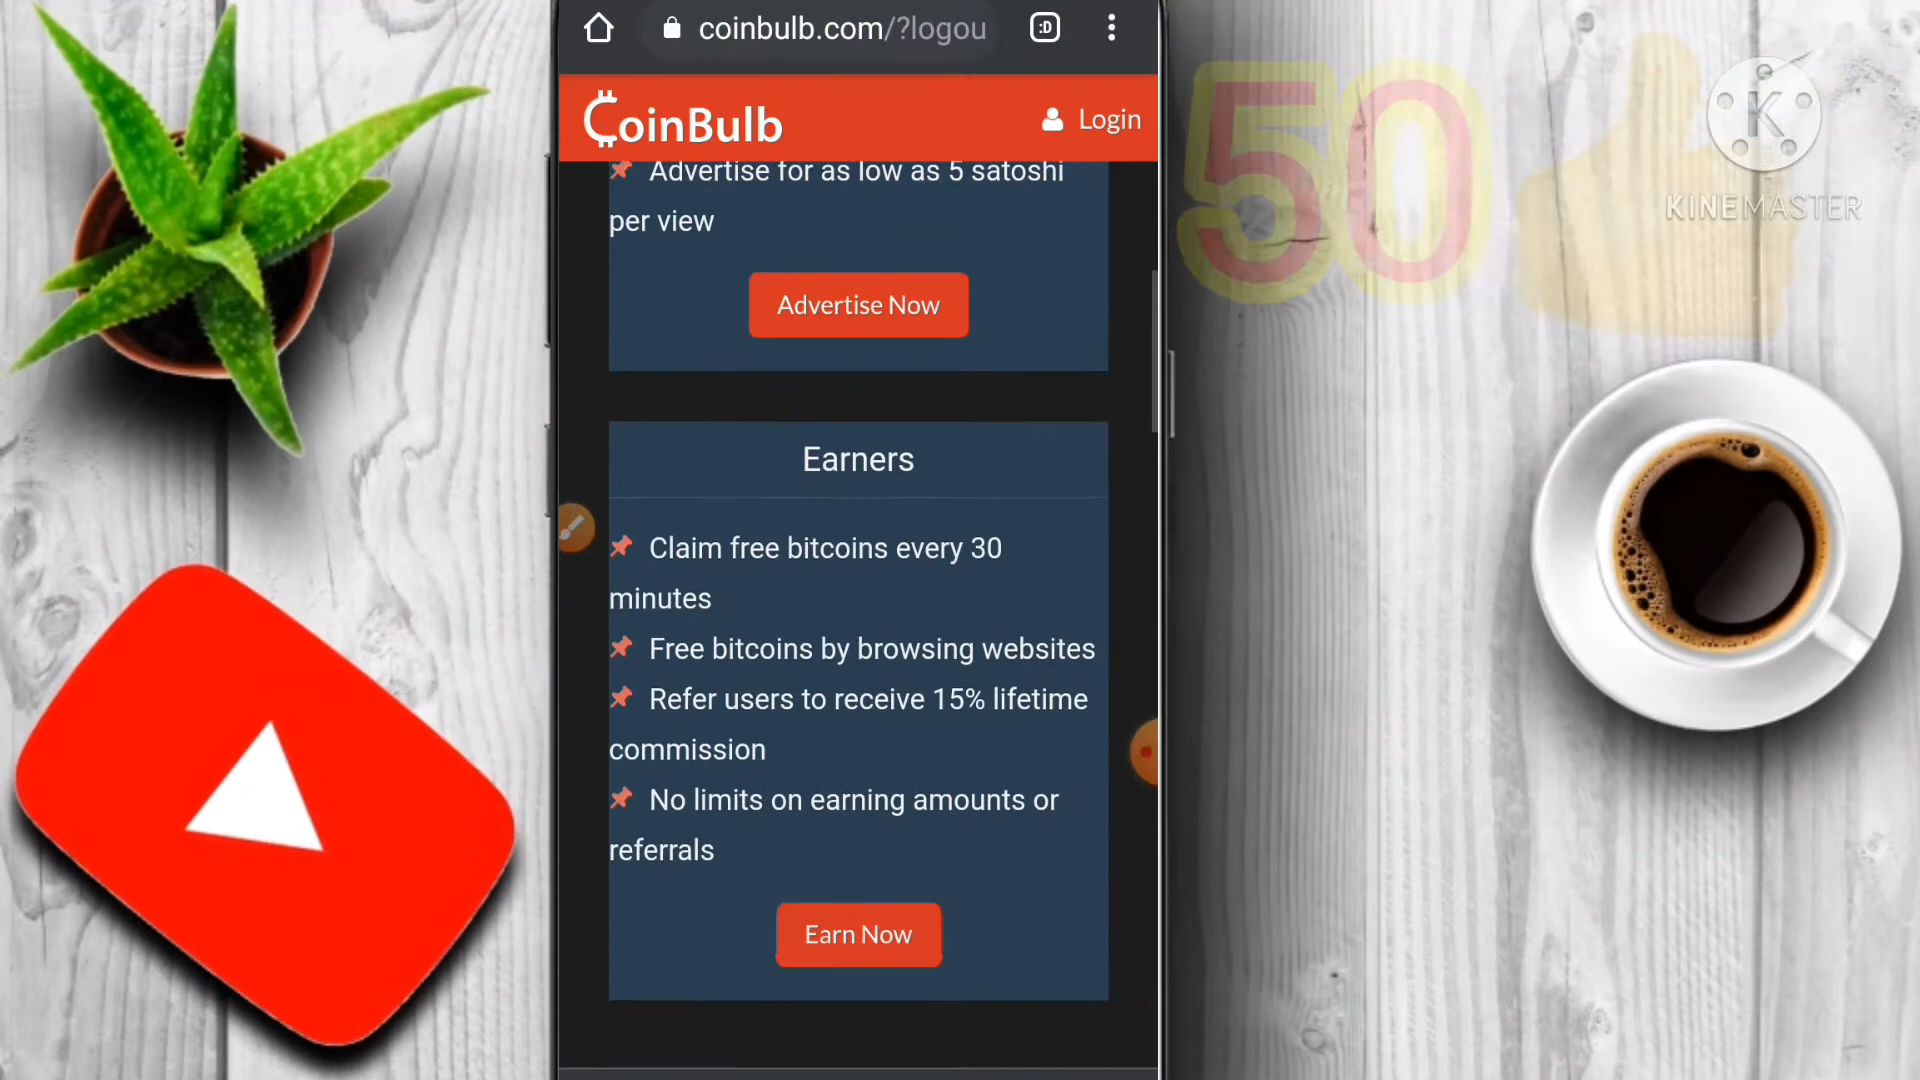 coinbulb.com/?logou
:D
CoinBulb
Login
Advertise for as low as 5 satoshi
per view
Advertise Now
Earners
Claim free bitcoins every 30
minutes
Free bitcoins by browsing websites
Refer users to receive 15% lifetime
commission
No limits on earning amounts or
referrals
Earn Now
50
K
KINEMASTER